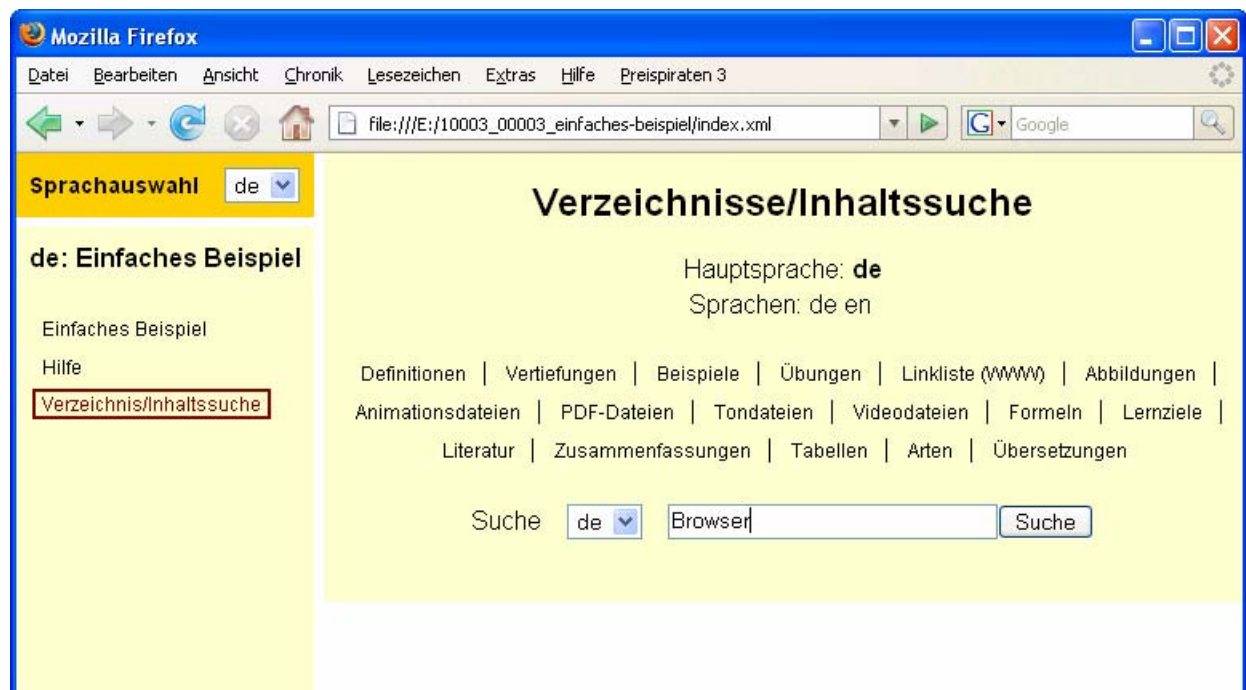 Mozilla Firefox
Datei Bearbeiten Ansicht Chronik Lesezeichen Extras Hilfe Preispiraten 3
file:///E:/10003_00003_einfaches-beispiel/index.xml G Google
Sprachauswahl de
de: Einfaches Beispiel
Einfaches Beispiel
Hilfe
Verzeichnis/Inhaltssuche
Verzeichnisse/Inhaltssuche
Hauptsprache: de
Sprachen: de en
Definitionen | Vertiefungen | Beispiele | Übungen | Linkliste (WWW) | Abbildungen |
Animationsdateien | PDF-Dateien | Tondateien | Videodateien | Formeln | Lernziele |
Literatur | Zusammenfassungen | Tabellen | Arten | Übersetzungen
Suche de Browser Suche